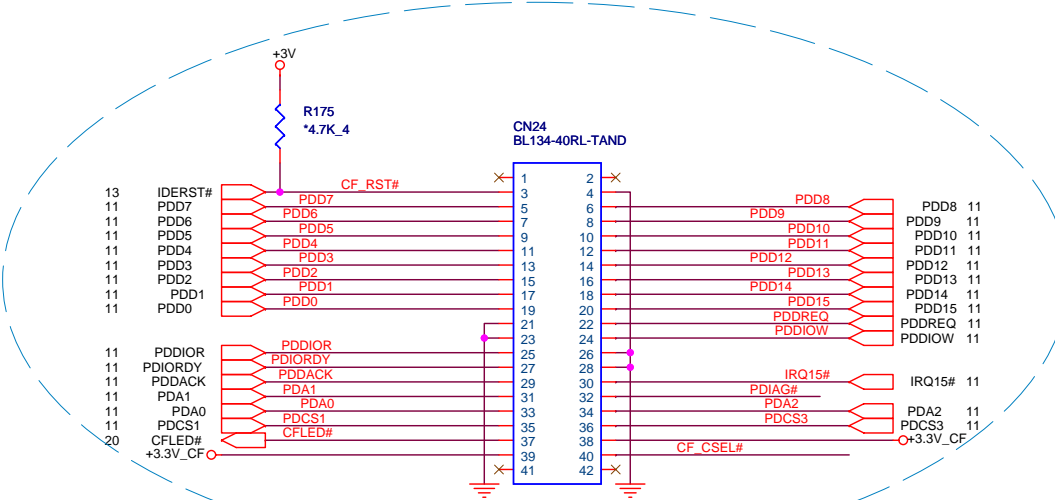 +3V
R175
*4.7K_4
CN24
BL134-40RL-TAND
1 2
13 IDERST# CF_RST# 3 4
11 PDD7 PDD7 5 6 PDD8 PDD8 11
11 PDD6 PDD6 7 8 PDD9 PDD9 11
11 PDD5 PDD5 9 10 PDD10 PDD10 11
11 PDD4 PDD4 11 12 PDD11 PDD11 11
11 PDD3 PDD3 13 14 PDD12 PDD12 11
11 PDD2 PDD2 15 16 PDD13 PDD13 11
11 PDD1 PDD1 17 18 PDD14 PDD14 11
11 PDD0 PDD0 19 20 PDD15 PDD15 11
21 22 PDDREQ PDDREQ 11
23 24 PDDIOW PDDIOW 11
11 PDDIOR PDDIOR 25 26
11 PDIORDY PDIORDY 27 28
11 PDDACK PDDACK 29 30 IRQ15# IRQ15# 11
11 PDA1 PDA1 31 32 PDIAG#
11 PDA0 PDA0 33 34 PDA2 PDA2 11
11 PDCS1 PDCS1 35 36 PDCS3 PDCS3 11
20 CFLED# CFLED# 37 38 +3.3V_CF
+3.3V_CF 39 40 CF_CSEL#
41 42